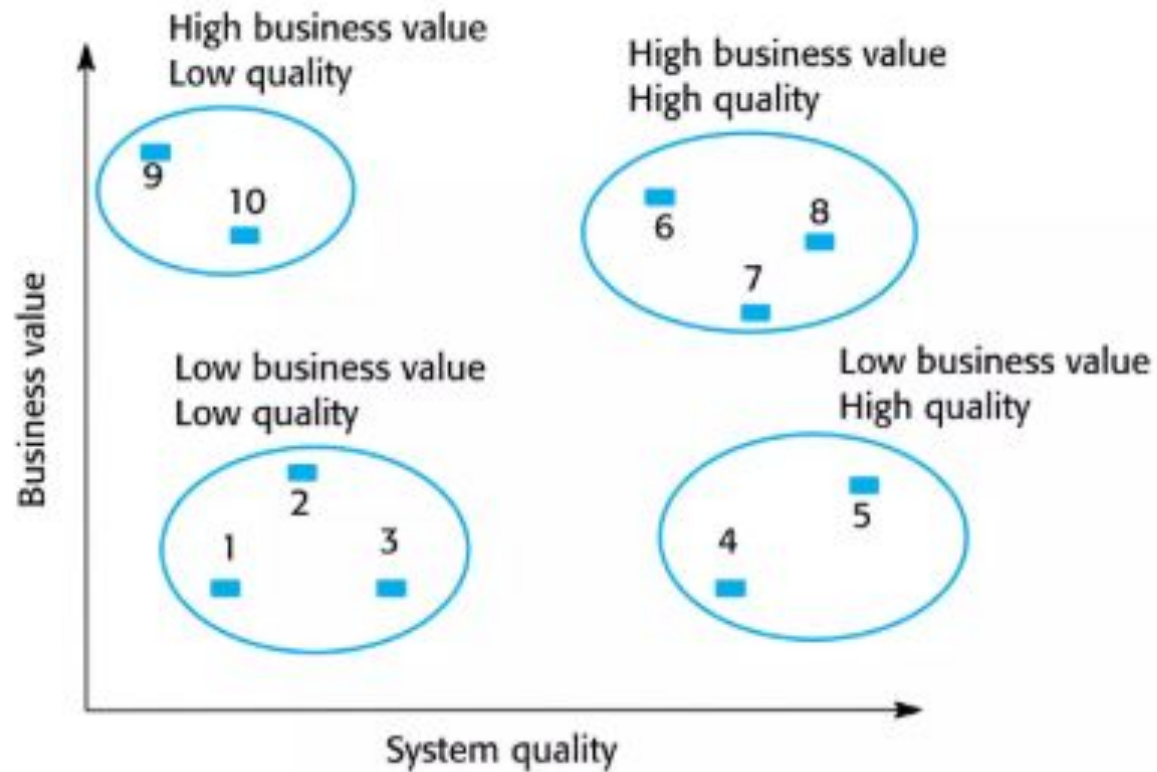 High business value
Low quality
High business value
High quality
9
10
6
8
7
Business value
Low business value
Low quality
Low business value
High quality
2
5
1
3
4
System quality